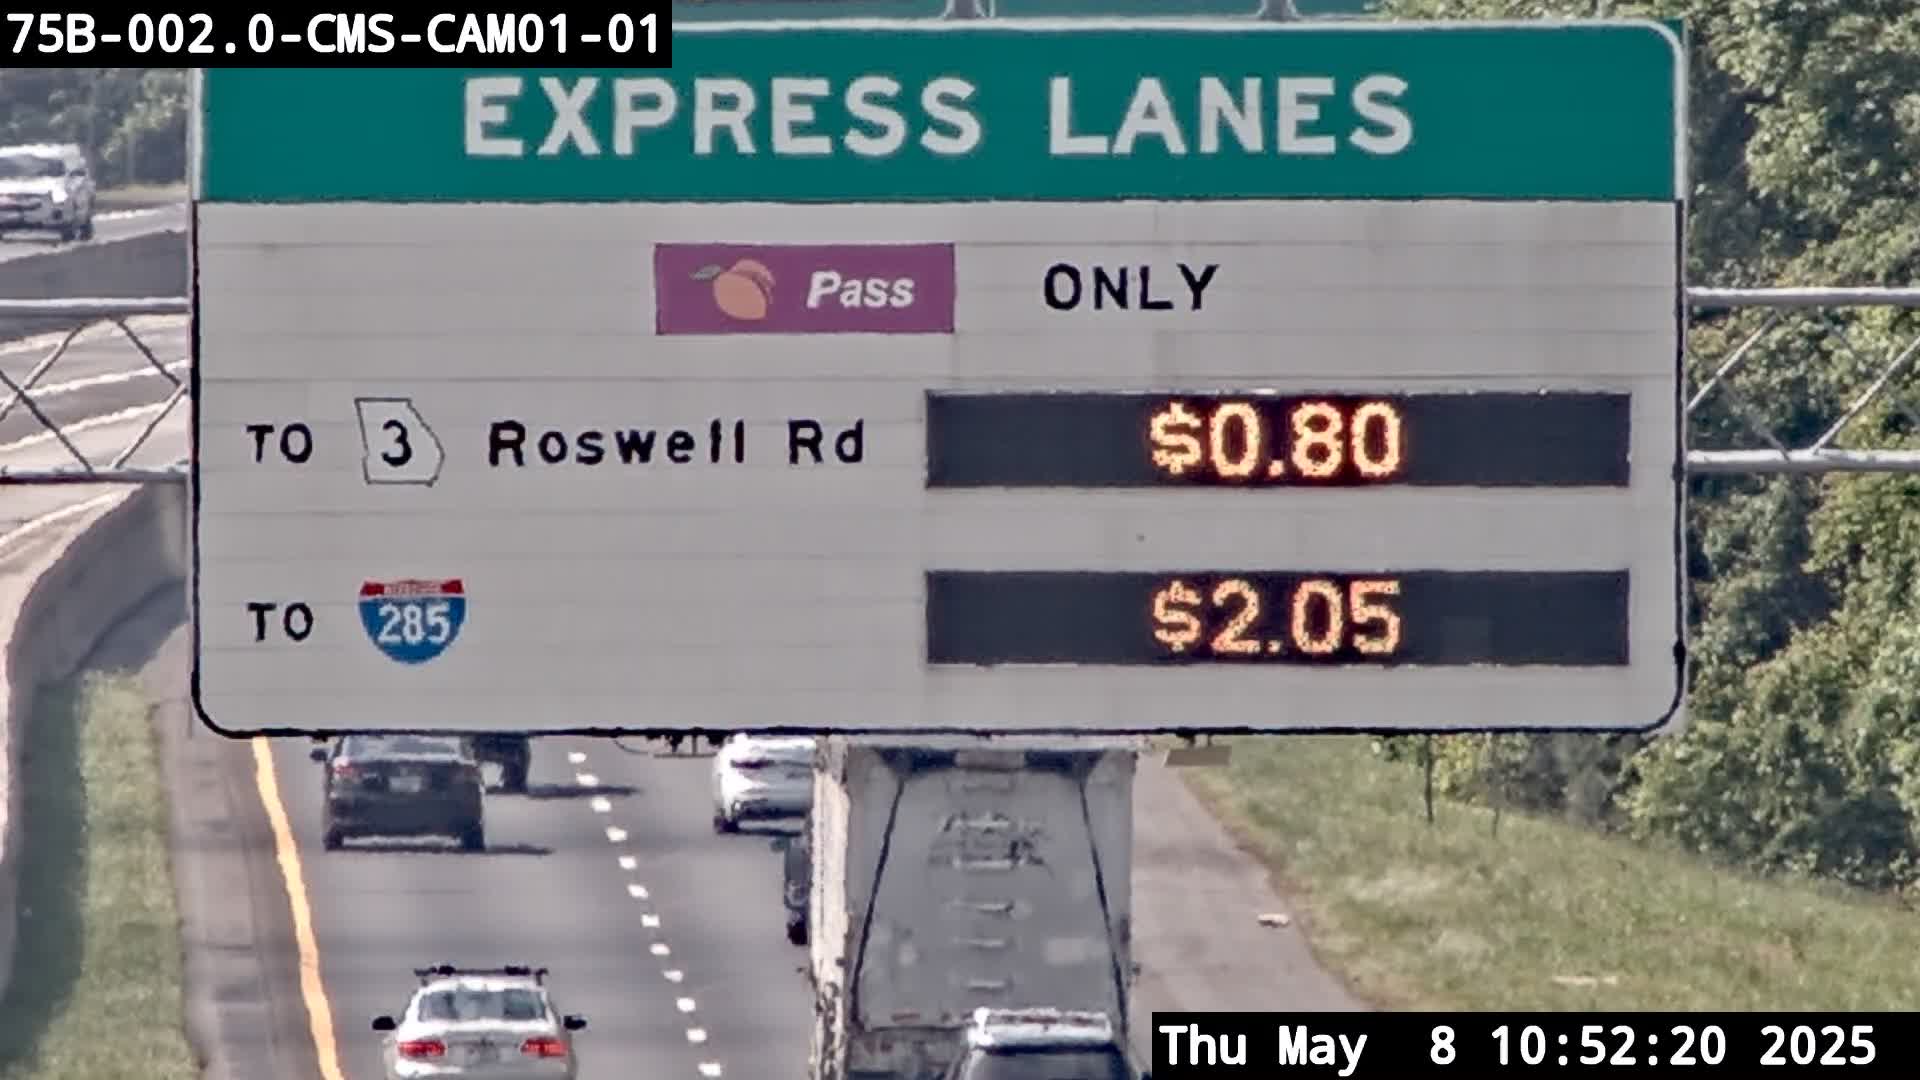 75B-002.0-CMS-CAM01-01
EXPRESS LANES
Pass ONLY
TO 3 Roswell Rd $0.80
TO 285 $2.05
Thu May 8 10:52:20 2025